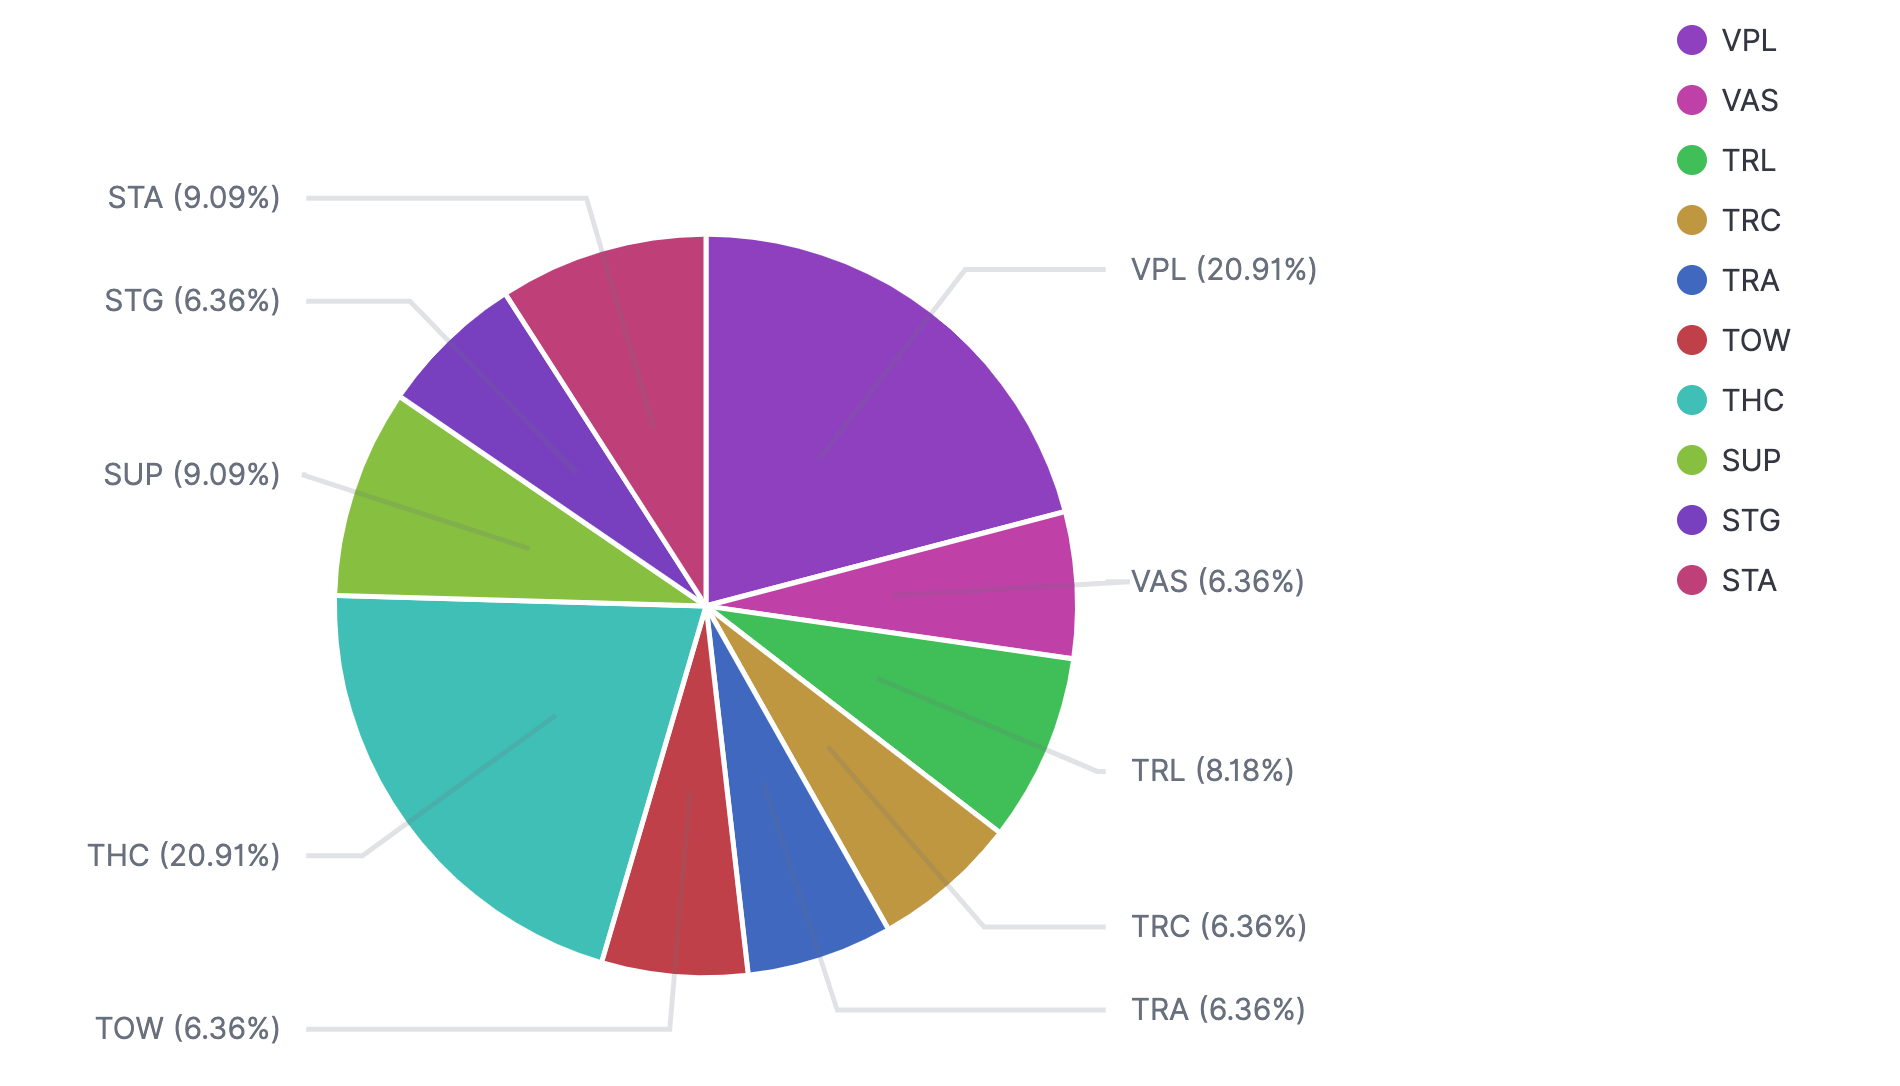 STA (9.09%)
STG (6.36%)
SUP (9.09%)
THC (20.91%)
TOW (6.36%)
VPL (20.91%)
VAS (6.36%)
TRL (8.18%)
TRC (6.36%)
TRA (6.36%)
VPL
VAS
TRL
TRC
TRA
TOW
THC
SUP
STG
STA